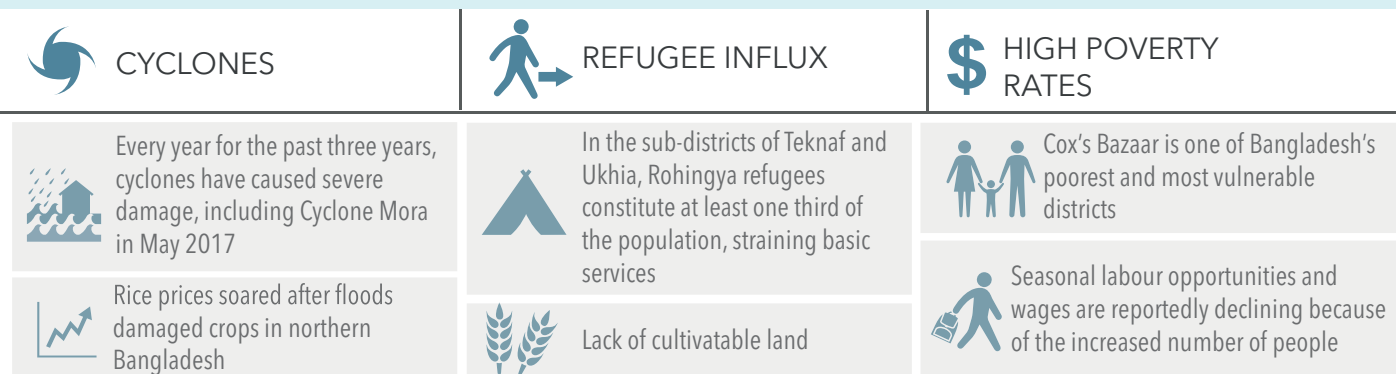 CYCLONES
Every year for the past three years,
cyclones have caused severe
damage, including Cyclone Mora
in May 2017
Rice prices soared after floods
damaged crops in northern
Bangladesh
REFUGEE INFLUX
In the sub-districts of Teknaf and
Ukhia, Rohingya refugees
constitute at least one third of
the population, straining basic
services
Lack of cultivatable land
$ HIGH POVERTY
RATES
Cox's Bazaar is one of Bangladesh's
poorest and most vulnerable
districts
Seasonal labour opportunities and
wages are reportedly declining because
of the increased number of people